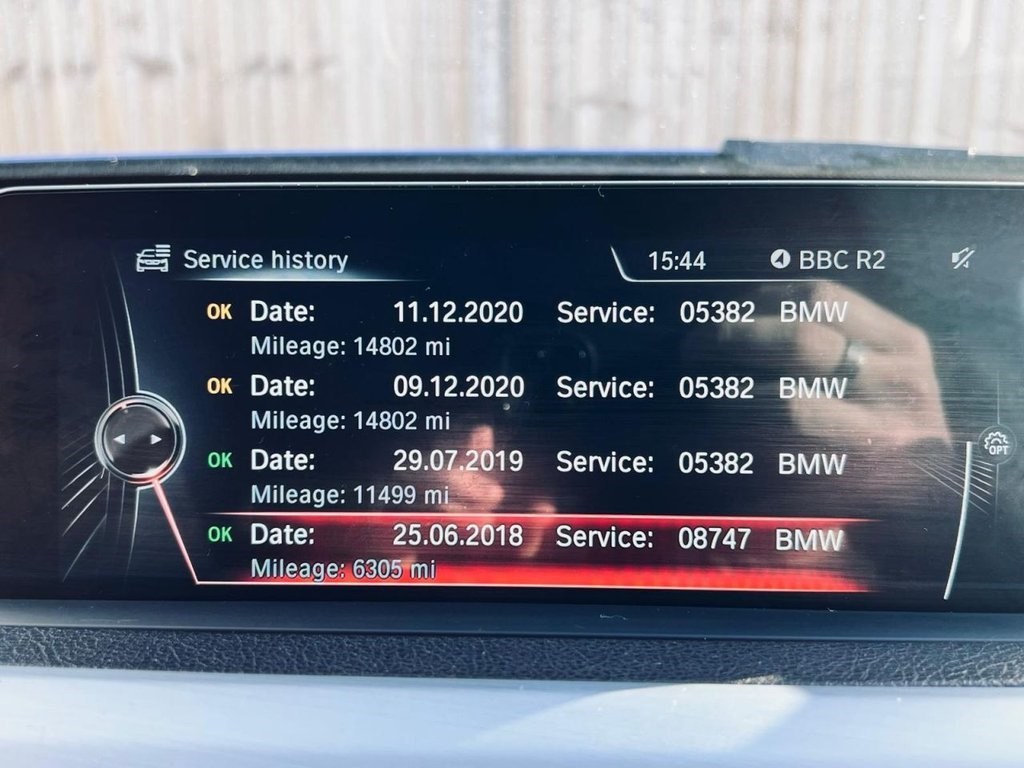 Service history 15:44 BBC R2
OK Date: 11.12.2020 Service: 05382 BMW
Mileage: 14802 mi
OK Date: 09.12.2020 Service: 05382 BMW
Mileage: 14802 mi
OK Date: 29.07.2019 Service: 05382 BMW
Mileage: 11499 mi
OK Date: 25.06.2018 Service: 08747 BMW
Mileage: 6305 mi
OPT